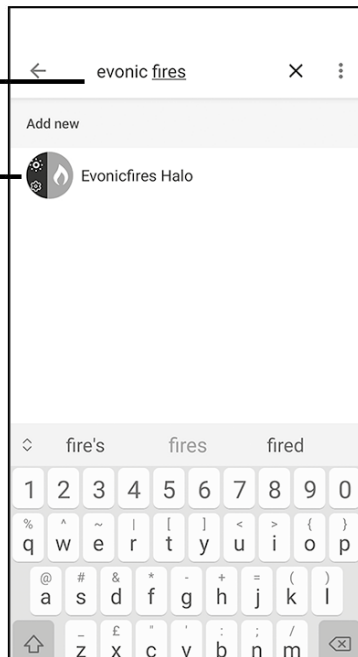 evonic fires
Add new
Evonicfires Halo
fire's fires fired
1 2 3 4 5 6 7 8 9 0
% ^ ~ | [ ] < > { }
q w e r t y u i o p
@ # & * - + = ( )
a s d f g h j k l
_ £ " ' : ; /
z x c v b n m